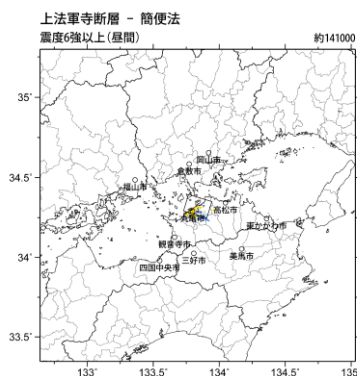 上法軍寺断層 － 簡便法
震度6強以上（昼間）
約141000
35˚
34.5˚
34˚
33.5˚
岡山市
倉敷市
福山市
高松市
丸亀市
東かがわ市
観音寺市
三好市
美馬市
四国中央市
133˚
133.5˚
134˚
134.5˚
135